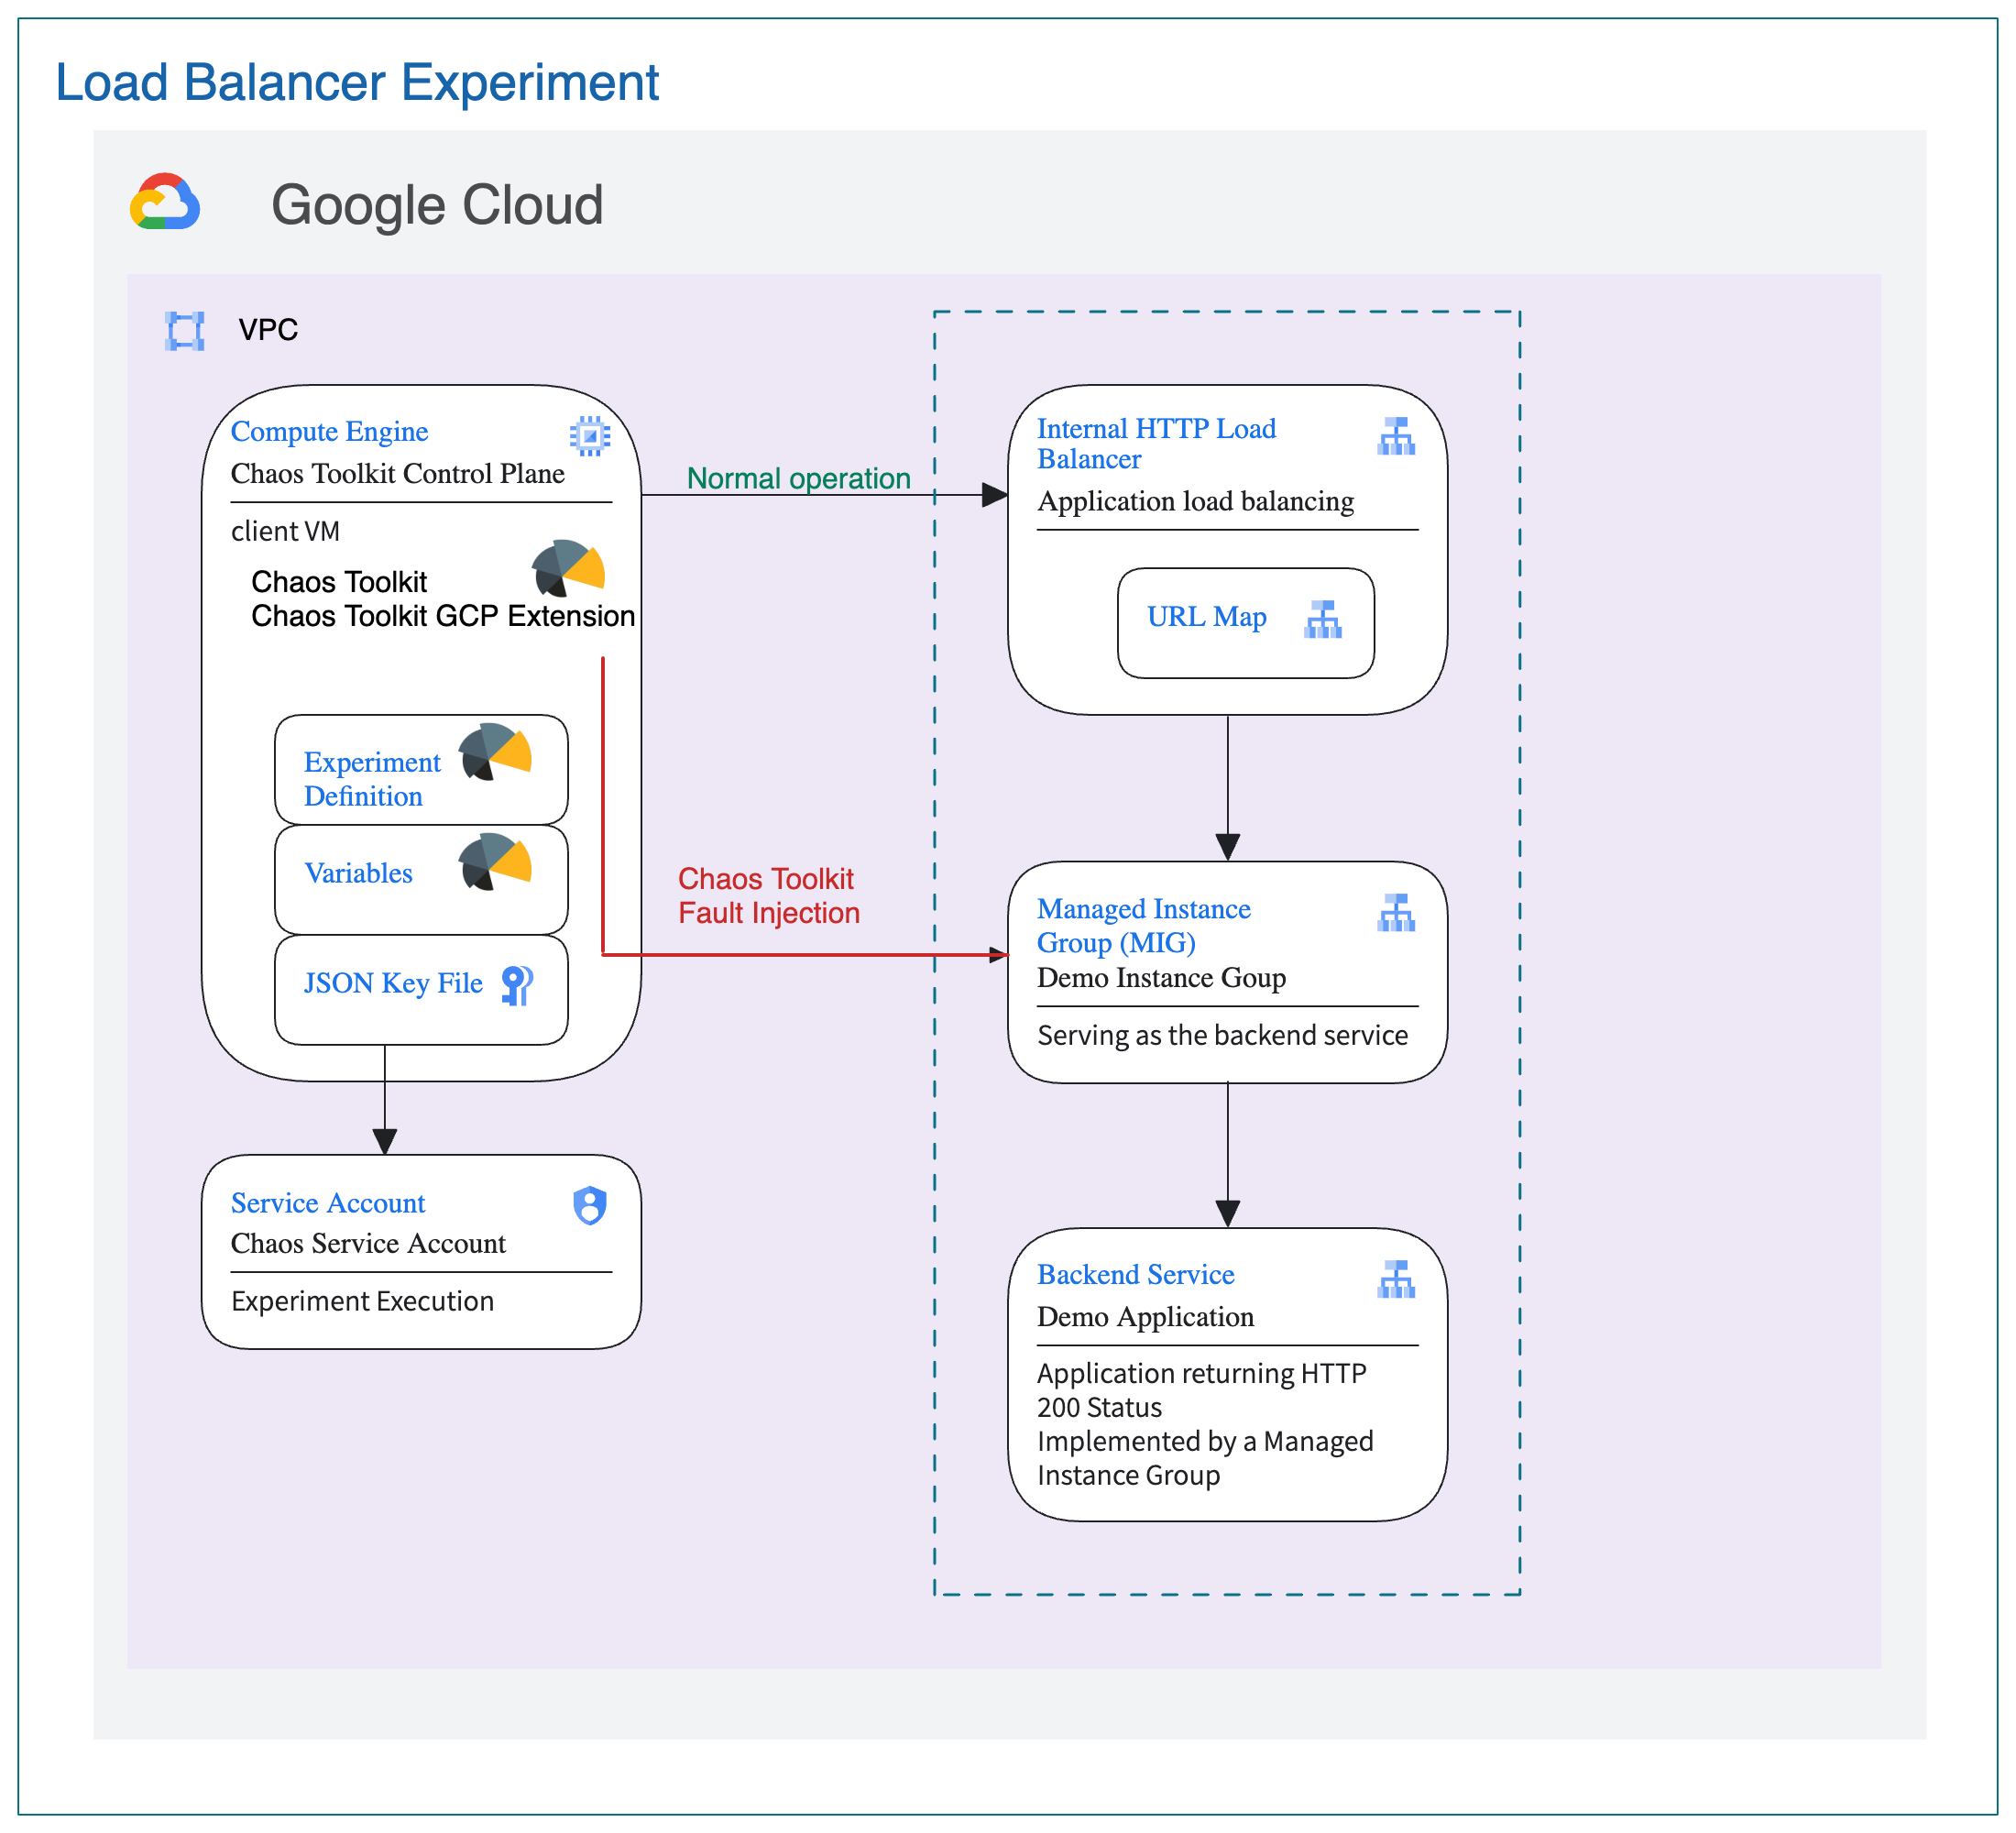 Load Balancer Experiment
Google Cloud
VPC
Compute Engine
Chaos Toolkit Control Plane
client VM
Chaos Toolkit
Chaos Toolkit GCP Extension
Experiment
Definition
Variables
JSON Key File
Service Account
Chaos Service Account
Experiment Execution
Normal operation
Chaos Toolkit
Fault Injection
Internal HTTP Load
Balancer
Application load balancing
URL Map
Managed Instance
Group (MIG)
Demo Instance Goup
Serving as the backend service
Backend Service
Demo Application
Application returning HTTP
200 Status
Implemented by a Managed
Instance Group